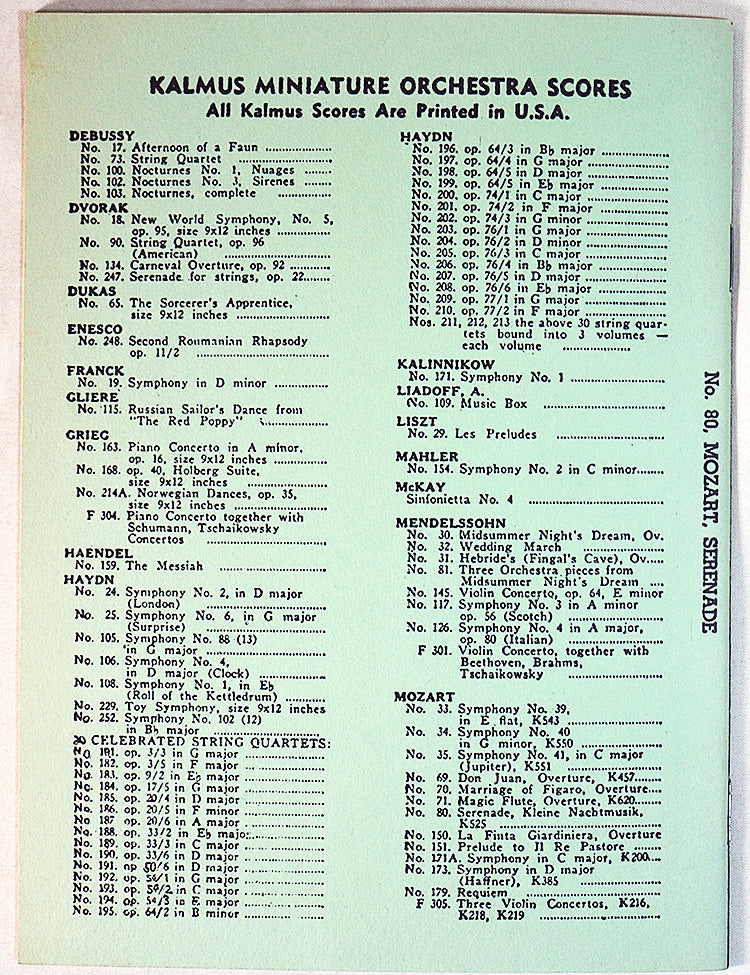 KALMUS MINIATURE ORCHESTRA SCORES
All Kalmus Scores Are Printed in U.S.A.
DEBUSSY
No. 17. Afternoon of a Faun
No. 73. String Quartet
No. 100. Nocturnes No. 1, Nuages
No. 102. Nocturnes No. 3, Sirenes
No. 103. Nocturnes, complete
DVORAK
No. 18. New World Symphony, No. 5,
op. 95, size 9x12 inches
No. 90. String Quartet, op. 96
(American)
No. 134. Carneval Overture, op. 92
No. 247. Serenade for strings, op. 22
DUKAS
No. 65. The Sorcerer's Apprentice,
size 9x12 inches
ENESCO
No. 248. Second Roumanian Rhapsody
op. 11/2
FRANCK
No. 19. Symphony in D minor
GLIERE
No. 115. Russian Sailor's Dance from
"The Red Poppy"
GRIEG
No. 163. Piano Concerto in A minor,
op. 16, size 9x12 inches
No. 168. op. 40, Holberg Suite,
size 9x12 inches
No. 214A. Norwegian Dances, op. 35,
size 9x12 inches
F 304. Piano Concerto together with
Schumann, Tschaikowsky
Concertos
HAENDEL
No. 159. The Messiah
HAYDN
No. 24. Symphony No. 2, in D major
(London)
No. 25. Symphony No. 6, in G major
(Surprise)
No. 105. Symphony No. 88 (13)
in G major
No. 106. Symphony No. 4,
in D major (Clock)
No. 108. Symphony No. 1, in E♭
(Roll of the Kettledrum)
No. 229. Toy Symphony, size 9x12 inches
No. 252. Symphony No. 102 (12)
in B♭ major
30 CELEBRATED STRING QUARTETS:
No. 181. op. 3/3 in G major
No. 182. op. 3/5 in F major
No. 183. op. 9/2 in E♭ major
No. 184. op. 17/5 in G major
No. 185. op. 20/4 in D major
No. 186. op. 20/5 in F minor
No 187 op. 20/6 in A major
No. 188. op. 33/2 in E♭ major
No. 189. op. 33/3 in C major
No. 190. op. 33/6 in D major
No. 191. op 50/6 in D major
No. 192. op. 54/1 in G major
No. 193. op. 54/2 in C major
No. 194. op. 54/3 in E major
No. 195. op. 64/2 in B minor
HAYDN
No. 196. op. 64/3 in B♭ major
No. 197. op. 64/4 in G major
No. 198. op. 64/5 in D major
No. 199. op. 64/5 in E♭ major
No. 200. op. 74/1 in C major
No. 201. op. 74/2 in F major
No. 202. op. 74/3 in G minor
No. 203. op. 76/1 in G major
No. 204. op. 76/2 in D minor
No. 205. op. 76/3 in C major
No. 206. op. 76/4 in B♭ major
No. 207. op. 76/5 in D major
No. 208. op. 76/6 in E♭ major
No. 209. op. 77/1 in G major
No. 210. op. 77/2 in F major
Nos. 211, 212, 213 the above 30 string quar-
tets bound into 3 volumes —
each volume
KALINNIKOW
No. 171. Symphony No. 1
LIADOFF, A.
No. 109. Music Box
LISZT
No. 29. Les Preludes
MAHLER
No. 154. Symphony No. 2 in C minor
McKAY
Sinfonietta No. 4
MENDELSSOHN
No. 30. Midsummer Night's Dream, Ov.
No. 32. Wedding March
No. 31. Hebride's (Fingal's Cave), Ov.
No. 81. Three Orchestra pieces from
Midsummer Night's Dream
No. 145. Violin Concerto, op. 64, E minor
No. 117. Symphony No. 3 in A minor
op. 56 (Scotch)
No. 126. Symphony No. 4 in A major,
op. 80 (Italian)
F 301. Violin Concerto, together with
Beethoven, Brahms,
Tschaikowsky
MOZART
No. 33. Symphony No. 39,
in E flat, K543
No. 34. Symphony No. 40
in G minor, K550
No. 35. Symphony No. 41, in C major
(Jupiter), K551
No. 69. Don Juan, Overture, K457
No. 70. Marriage of Figaro, Overture
No. 71. Magic Flute, Overture, K620
No. 80. Serenade, Kleine Nachtmusik,
K525
No. 150. La Finta Giardiniera, Overture
No. 151. Prelude to Il Re Pastore
No. 171A. Symphony in C major, K200
No. 173. Symphony in D major
(Haffner), K385
No. 179. Requiem
F 305. Three Violin Concertos, K216,
K218, K219
No. 80, MOZART, SERENADE